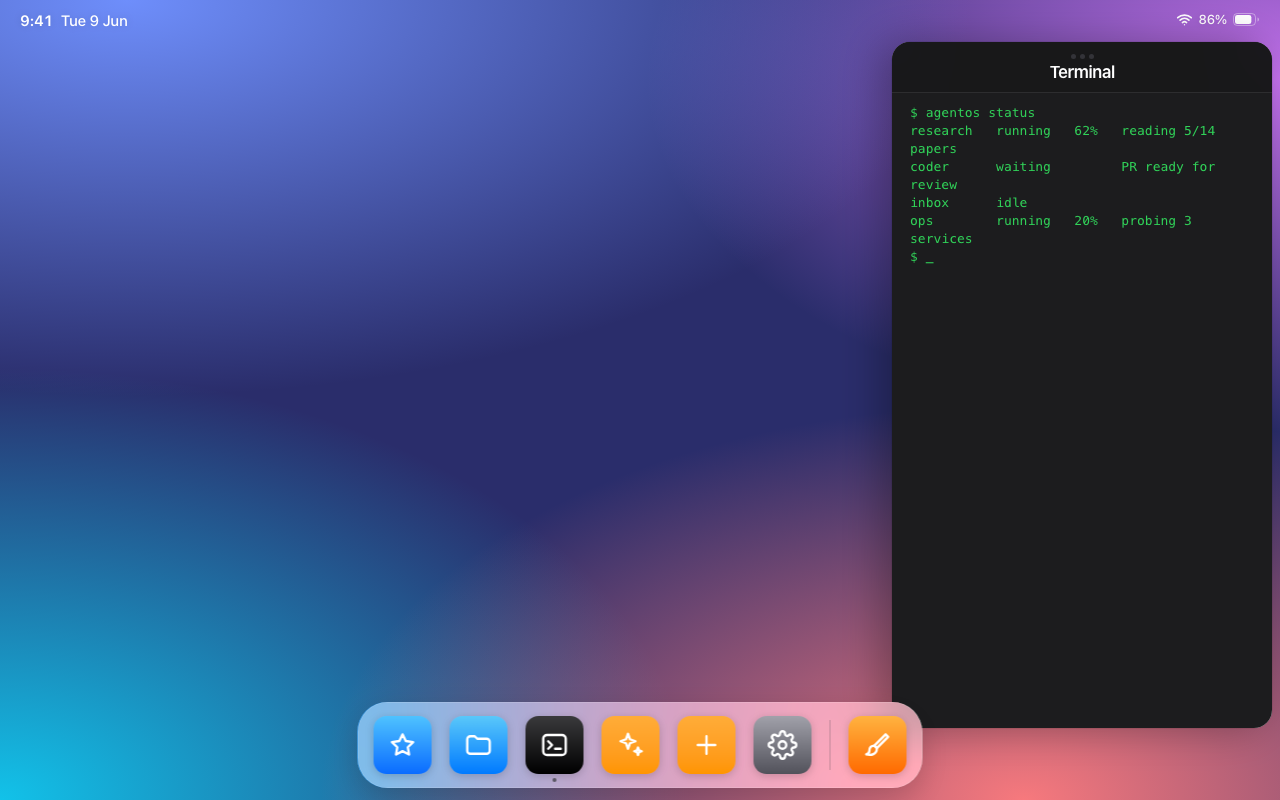 9:41 Tue 9 Jun
86%
Terminal
$ agentos status
research   running   62%   reading 5/14
papers
coder      waiting         PR ready for
review
inbox      idle
ops        running   20%   probing 3
services
$ _